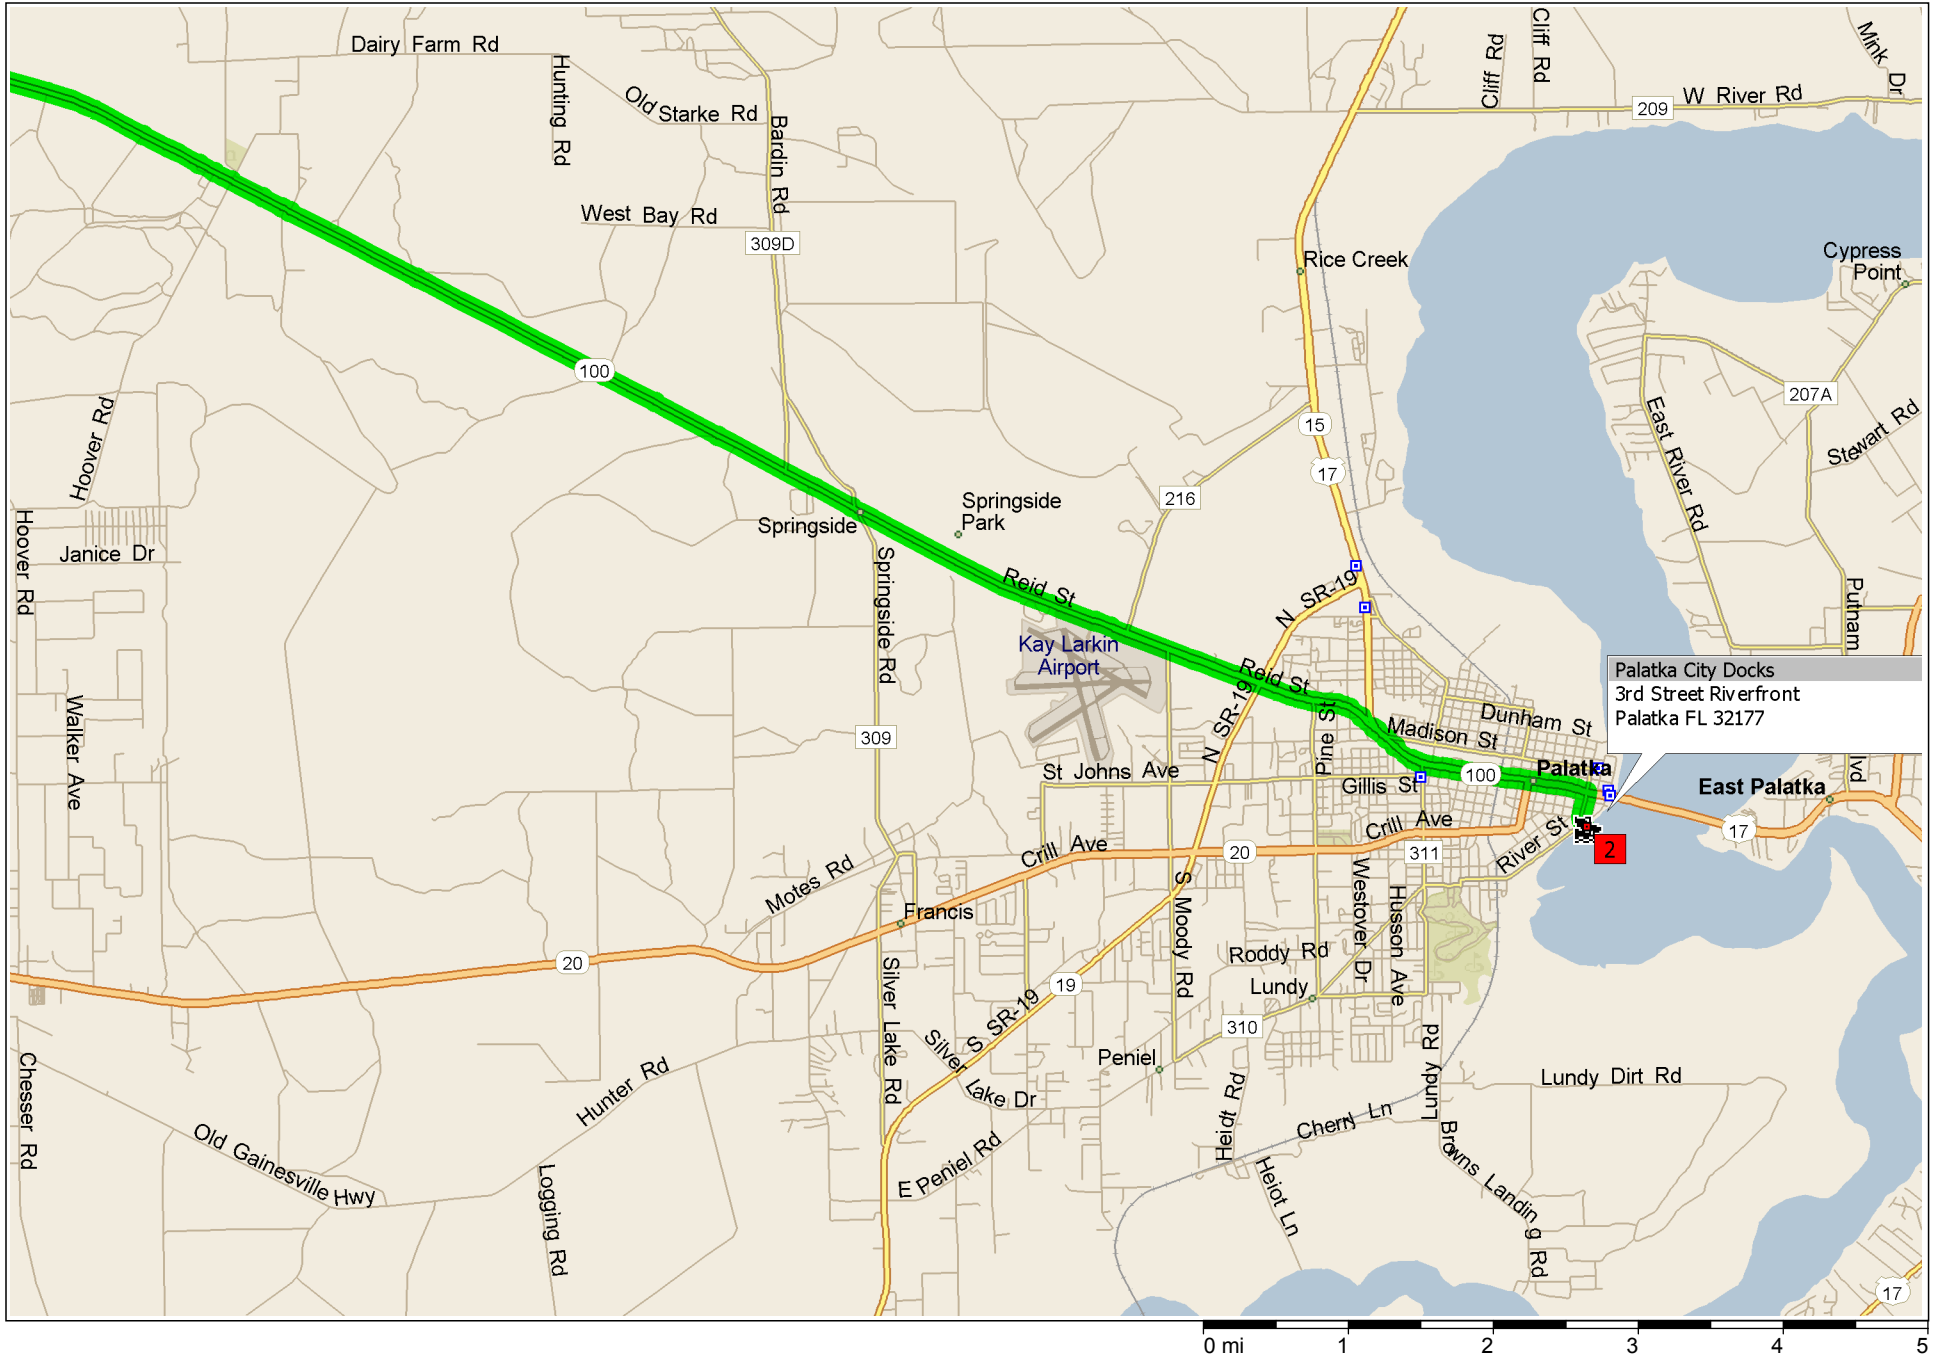 Dairy Farm Rd
Hunting Rd
Old Starke Rd
Bardin Rd
Cliff Rd
Cliff Rd
Mink Dr
209
W River Rd
West Bay Rd
309D
Rice Creek
Cypress
Point
100
207A
Hoover Rd
15
East River Rd
Stewart Rd
17
216
Springside
Springside
Park
Hoover Rd
Janice Dr
Springside Rd
Reid St
N SR-19
Putnam
Kay Larkin
Airport
Reid St
N SR-19
Palatka City Docks
3rd Street Riverfront
Palatka FL 32177
Walker Ave
309
Pine St
Dunham St
Madison St
St Johns Ave
Gillis St
100
Palatka
lvd
East Palatka
17
Crill Ave
Crill Ave
20
311
River St
2
Motes Rd
Francis
S Moody Rd
Westover Dr
Husson Ave
20
Roddy Rd
Lundy
19
S SR-19
Silver Lake Rd
Silver Lake Dr
310
Peniel
Lundy Rd
Chesser Rd
Hunter Rd
Lundy Dirt Rd
Heidt Rd
Cherry Ln
Old Gainesville Hwy
Logging Rd
E Peniel Rd
Heiot Ln
Browns Landing Rd
17
0 mi 1 2 3 4 5